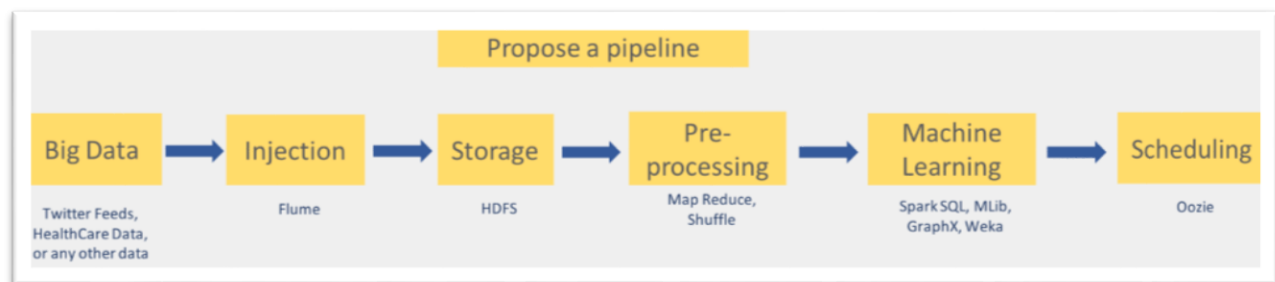 Propose a pipeline
Big Data
Injection
Storage
Pre-
processing
Machine
Learning
Scheduling
Twitter Feeds,
HealthCare Data,
or any other data
Flume
HDFS
Map Reduce,
Shuffle
Spark SQL, MLib,
GraphX, Weka
Oozie